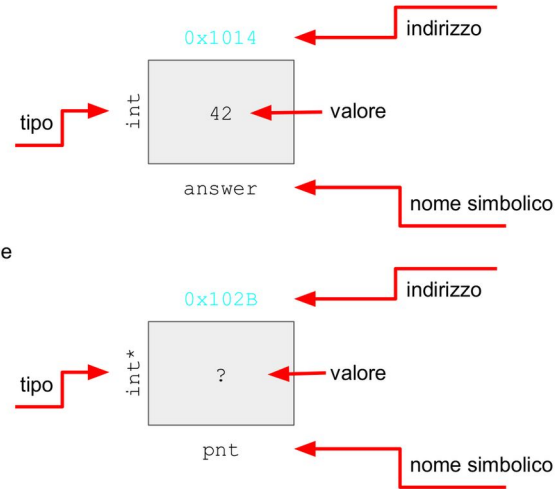 indirizzo
0x1014
tipo
int
42
valore
answer
nome simbolico
e
indirizzo
0x102B
tipo
int*
?
valore
pnt
nome simbolico